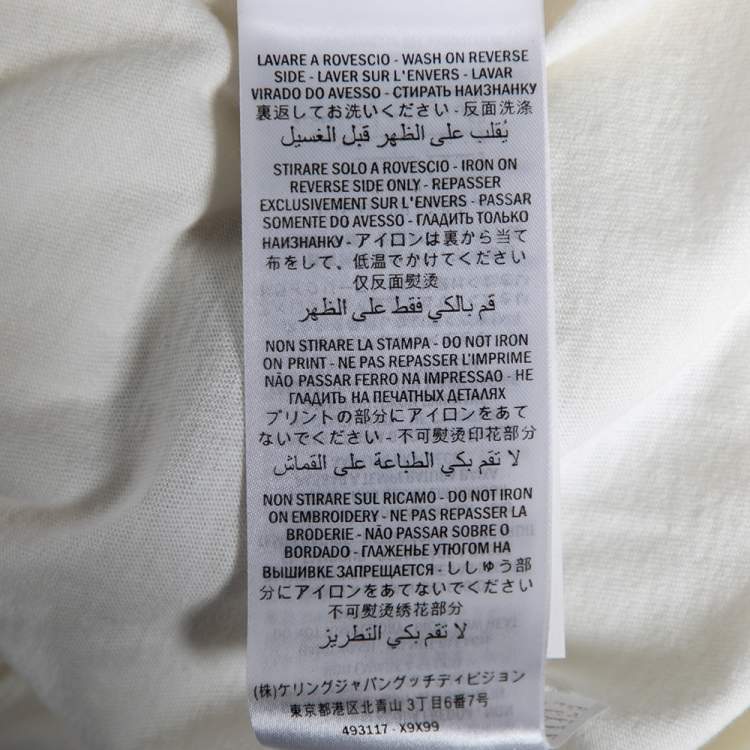 LAVARE A ROVESCIO - WASH ON REVERSE
SIDE - LAVER SUR L'ENVERS - LAVAR
VIRADO DO AVESSO - СТИРАТЬ НАИЗНАНКУ
裏返してお洗いください - 反面洗涤
يُقلب على الظهر قبل الغسيل
STIRARE SOLO A ROVESCIO - IRON ON
REVERSE SIDE ONLY - REPASSER
EXCLUSIVEMENT SUR L'ENVERS - PASSAR
SOMENTE DO AVESSO - ГЛАДИТЬ ТОЛЬКО
НАИЗНАНКУ - アイロンは裏から当て
布をして、低温でかけてください
仅反面熨烫
قم بالكي فقط على الظهر
NON STIRARE LA STAMPA - DO NOT IRON
ON PRINT - NE PAS REPASSER L'IMPRIME
NÃO PASSAR FERRO NA IMPRESSAO - НЕ
ГЛАДИТЬ НА ПЕЧАТНЫХ ДЕТАЛЯХ
プリントの部分にアイロンをあて
ないでください - 不可熨烫印花部分
لا تقم بكي الطباعة على القماش
NON STIRARE SUL RICAMO - DO NOT IRON
ON EMBROIDERY - NE PAS REPASSER LA
BRODERIE - NÃO PASSAR SOBRE O
BORDADO - ГЛАЖЕНЬЕ УТЮГОМ НА
ВЫШИВКЕ ЗАПРЕЩАЕТСЯ - ししゅう部
分にアイロンをあてないでください
不可熨烫绣花部分
لا تقم بكي التطريز
(株)ケリングジャパングッチディビジョン
東京都港区北青山 3丁目6番7号
493117 - X9X99